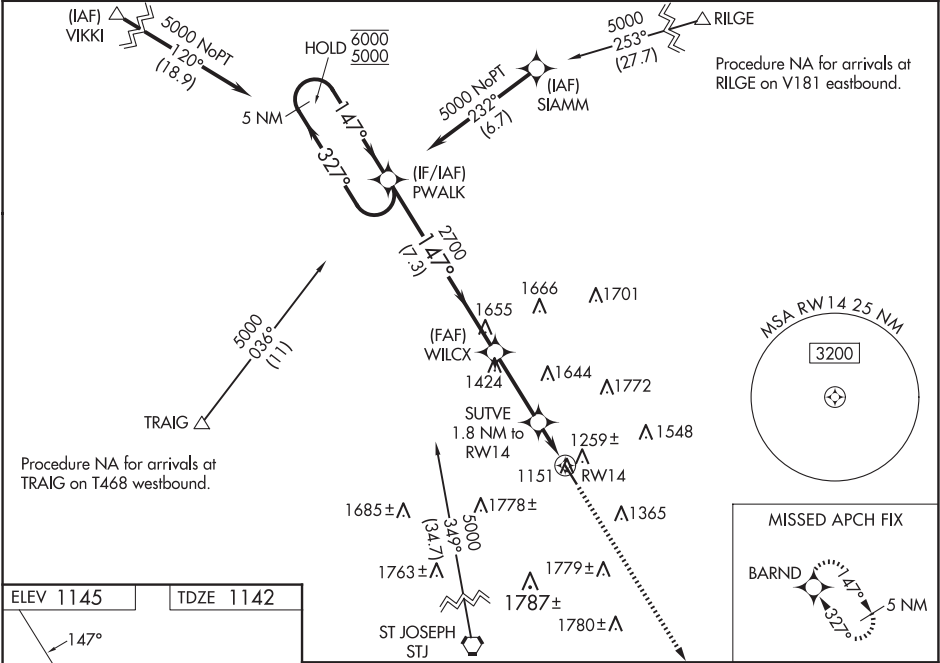 (IAF)
VIKKI
5000 NoPT
120°
(18.9)
HOLD
6000
5000
5 NM
147°
327°
5000
253°
(27.7)
RILGE
Procedure NA for arrivals at
RILGE on V181 eastbound.
5000 NoPT
232°
(6.7)
(IAF)
SIAMM
(IF/IAF)
PWALK
2700
147°
(7.3)
5000
036°
(11)
TRAIG
Procedure NA for arrivals at
TRAIG on T468 westbound.
1655
1666
1701
(FAF)
WILCX
1424
1644
1772
SUTVE
1.8 NM to
RW14
1259±
1548
1151
RW14
1685±
1778±
1365
5000
349°
(34.7)
1763±
1779±
1787±
1780±
ST JOSEPH
STJ
MSA RW14 25 NM
3200
MISSED APCH FIX
BARND
147°
327°
5 NM
ELEV 1145
TDZE 1142
147°